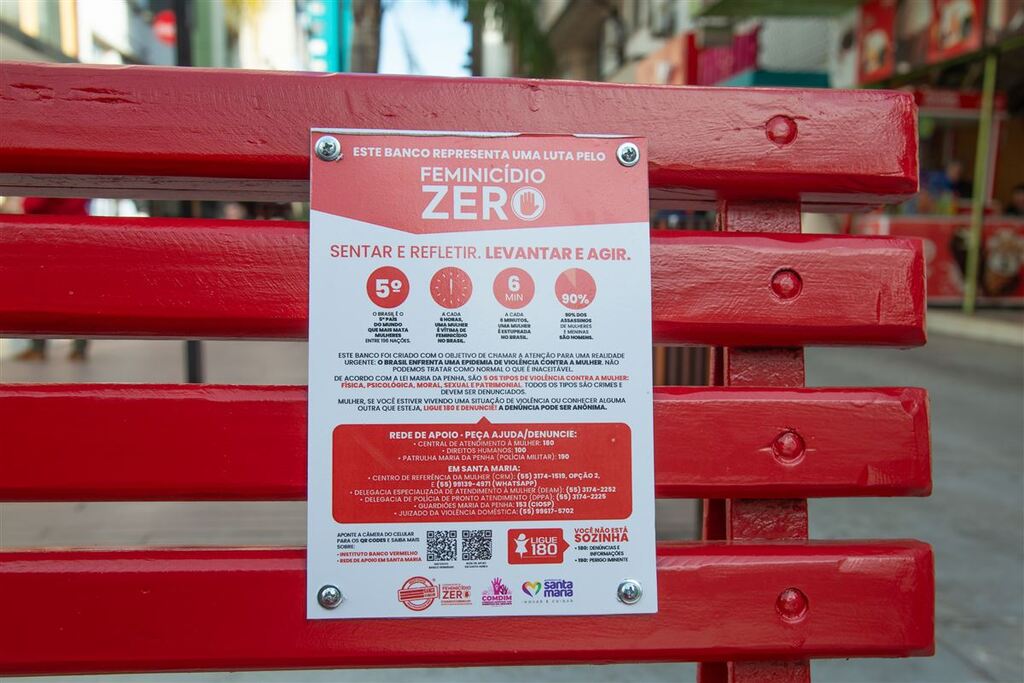 ESTE BANCO REPRESENTA UMA LUTA PELO
FEMINICÍDIO
ZERO
SENTAR E REFLETIR. LEVANTAR E AGIR.
5º
6
MIN
90%
O BRASIL É O
5º PAÍS
DO MUNDO
QUE MAIS MATA
MULHERES
ENTRE 196 NAÇÕES.
A CADA
6 HORAS,
UMA MULHER
É VÍTIMA DE
FEMINICÍDIO
NO BRASIL.
A CADA
6 MINUTOS,
UMA MULHER
É ESTUPRADA
NO BRASIL.
90% DOS
ASSASSINOS
DE MULHERES
E MENINAS
SÃO HOMENS.
ESTE BANCO FOI CRIADO COM O OBJETIVO DE CHAMAR A ATENÇÃO PARA UMA REALIDADE
URGENTE: O BRASIL ENFRENTA UMA EPIDEMIA DE VIOLÊNCIA CONTRA A MULHER. NÃO
PODEMOS TRATAR COMO NORMAL O QUE É INACEITÁVEL.
DE ACORDO COM A LEI MARIA DA PENHA, SÃO 5 OS TIPOS DE VIOLÊNCIA CONTRA A MULHER:
FÍSICA, PSICOLÓGICA, MORAL, SEXUAL E PATRIMONIAL. TODOS OS TIPOS SÃO CRIMES E
DEVEM SER DENUNCIADOS.
MULHER, SE VOCÊ ESTIVER VIVENDO UMA SITUAÇÃO DE VIOLÊNCIA OU CONHECER ALGUMA
OUTRA QUE ESTEJA, LIGUE 180 E DENUNCIE! A DENÚNCIA PODE SER ANÔNIMA.
REDE DE APOIO - PEÇA AJUDA/DENUNCIE:
• CENTRAL DE ATENDIMENTO À MULHER: 180
• DIREITOS HUMANOS: 100
• PATRULHA MARIA DA PENHA (POLÍCIA MILITAR): 190
EM SANTA MARIA:
• CENTRO DE REFERÊNCIA DA MULHER (CRM): (55) 3174-1519, OPÇÃO 2,
E (55) 99139-4971 (WHATSAPP)
• DELEGACIA ESPECIALIZADA DE ATENDIMENTO À MULHER (DEAM): (55) 3174-2252
• DELEGACIA DE POLÍCIA DE PRONTO ATENDIMENTO (DPPA): (55) 3174-2225
• GUARDIÕES MARIA DA PENHA: 153 (CIOSP)
• JUIZADO DA VIOLÊNCIA DOMÉSTICA: (55) 99617-5702
APONTE A CÂMERA DO CELULAR
PARA OS QR CODES E SAIBA MAIS
SOBRE:
• INSTITUTO BANCO VERMELHO
• REDE DE APOIO EM SANTA MARIA
LIGUE
180
VOCÊ NÃO ESTÁ
SOZINHA
• 180: DENÚNCIAS E
INFORMAÇÕES
• 190: PERIGO IMINENTE
FEMINICÍDIO
ZERO
COMDIM
santa
maria